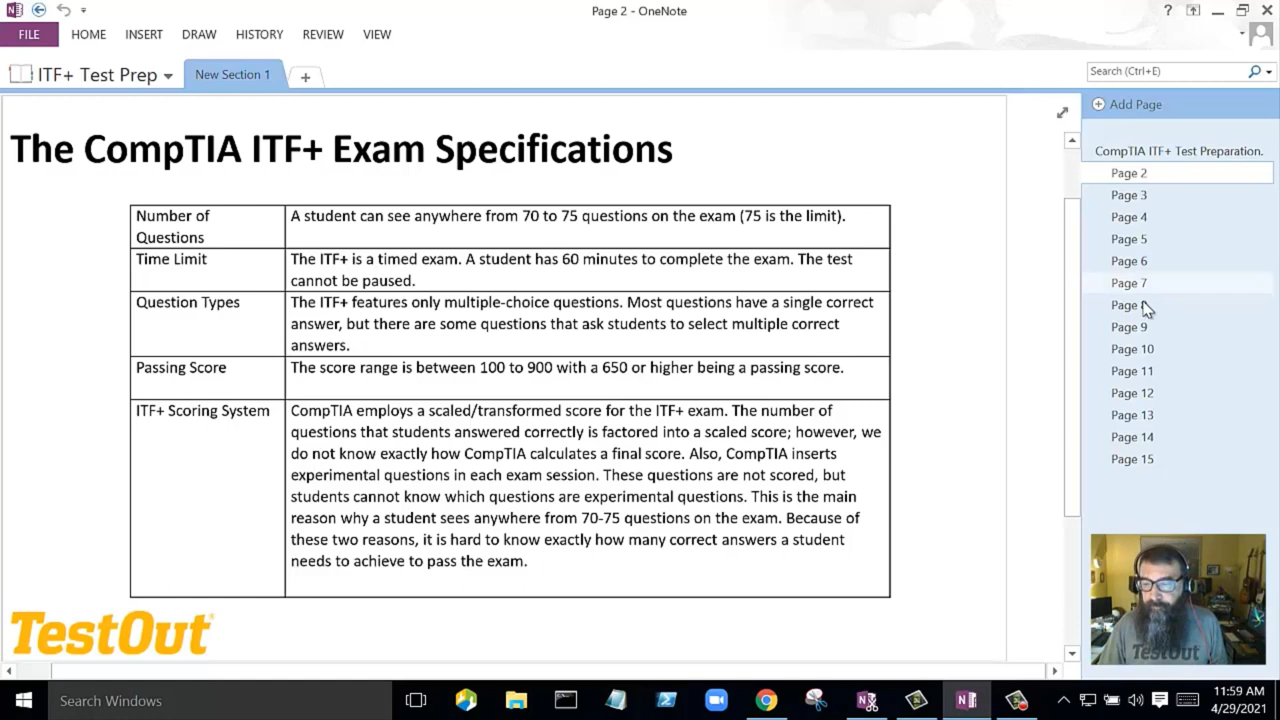 Page 2 - OneNote
?
FILE HOME INSERT DRAW HISTORY REVIEW VIEW
ITF+ Test Prep New Section 1 +
Search (Ctrl+E)
Add Page
The CompTIA ITF+ Exam Specifications
Number of
Questions
A student can see anywhere from 70 to 75 questions on the exam (75 is the limit).
Time Limit
The ITF+ is a timed exam. A student has 60 minutes to complete the exam. The test
cannot be paused.
Question Types
The ITF+ features only multiple-choice questions. Most questions have a single correct
answer, but there are some questions that ask students to select multiple correct
answers.
Passing Score
The score range is between 100 to 900 with a 650 or higher being a passing score.
ITF+ Scoring System
CompTIA employs a scaled/transformed score for the ITF+ exam. The number of
questions that students answered correctly is factored into a scaled score; however, we
do not know exactly how CompTIA calculates a final score. Also, CompTIA inserts
experimental questions in each exam session. These questions are not scored, but
students cannot know which questions are experimental questions. This is the main
reason why a student sees anywhere from 70-75 questions on the exam. Because of
these two reasons, it is hard to know exactly how many correct answers a student
needs to achieve to pass the exam.
TestOut
CompTIA ITF+ Test Preparation.
Page 2
Page 3
Page 4
Page 5
Page 6
Page 7
Page
Page 9
Page 10
Page 11
Page 12
Page 13
Page 14
Page 15
TestOut
Search Windows
11:59 AM
4/29/2021